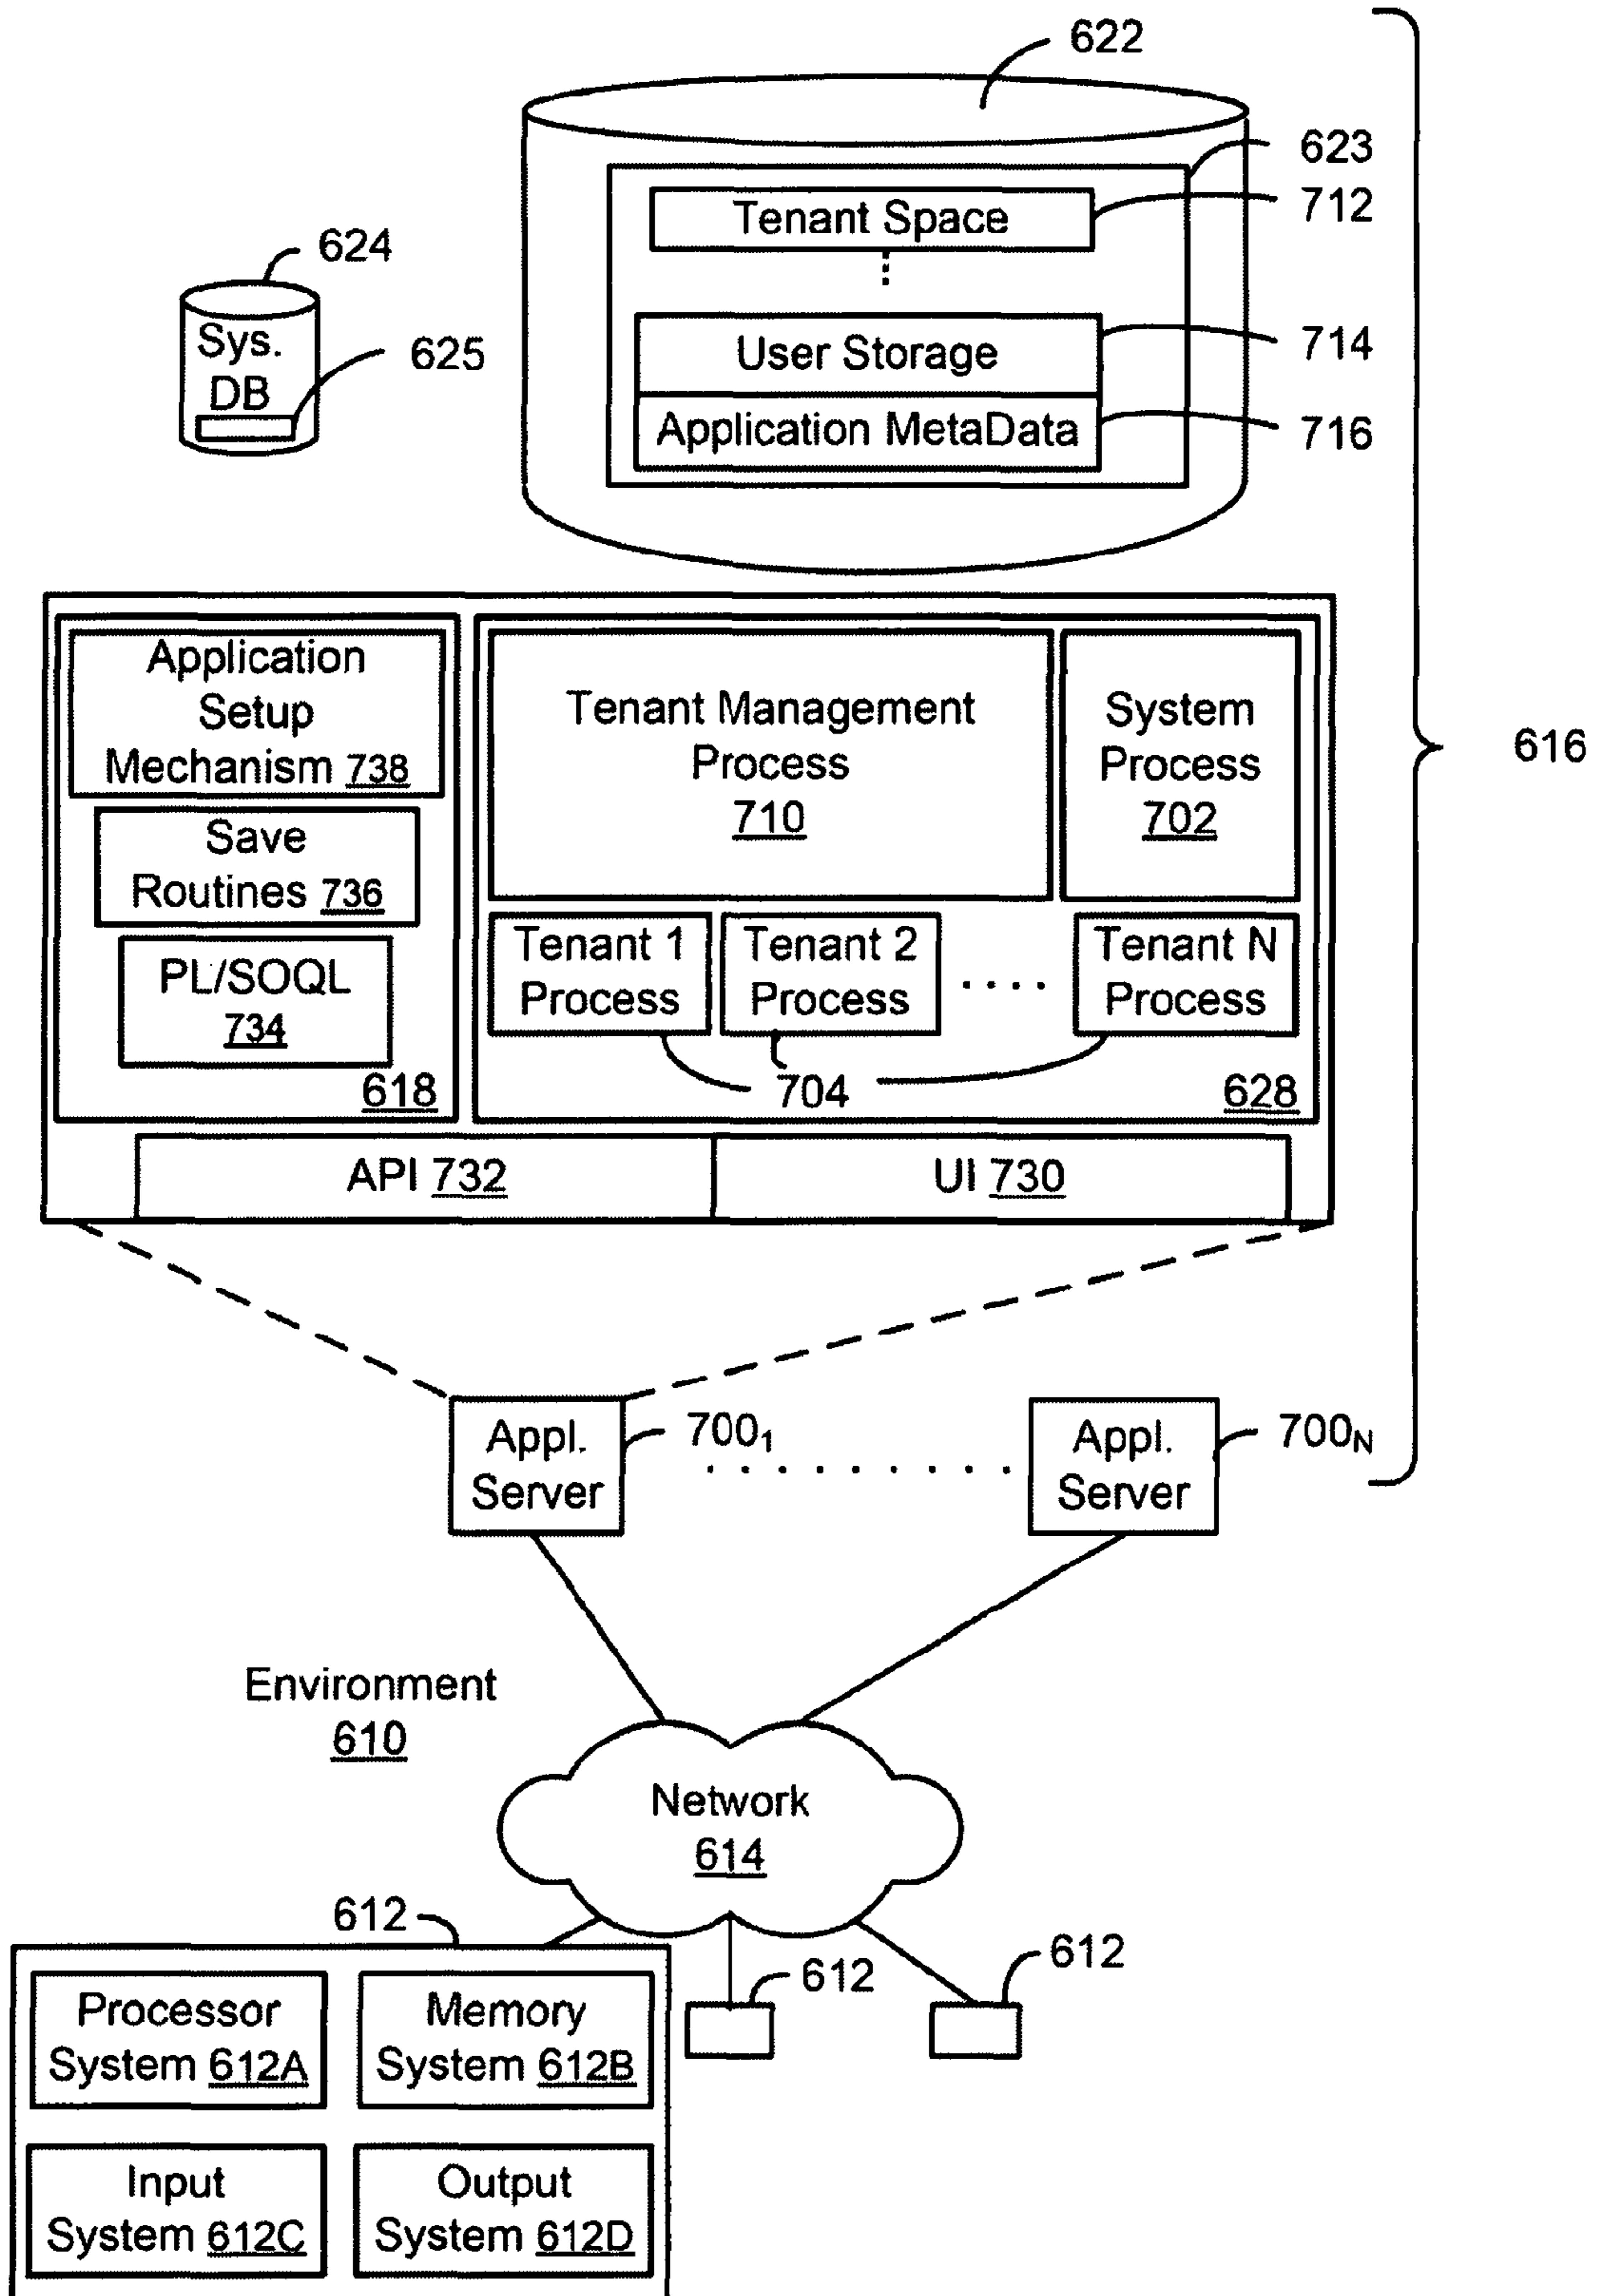 622
623
Tenant Space
712
624
Sys.
DB
625
User Storage
714
Application MetaData
716
Application
Setup
Mechanism 738
Tenant Management
Process
710
System
Process
702
616
Save
Routines 736
Tenant 1
Process
Tenant 2
Process
....
Tenant N
Process
PL/SOQL
734
704
618
628
API 732
UI 730
Appl.
Server
700₁
Appl.
Server
700ₙ
Environment
610
Network
614
612
612
612
Processor
System 612A
Memory
System 612B
Input
System 612C
Output
System 612D